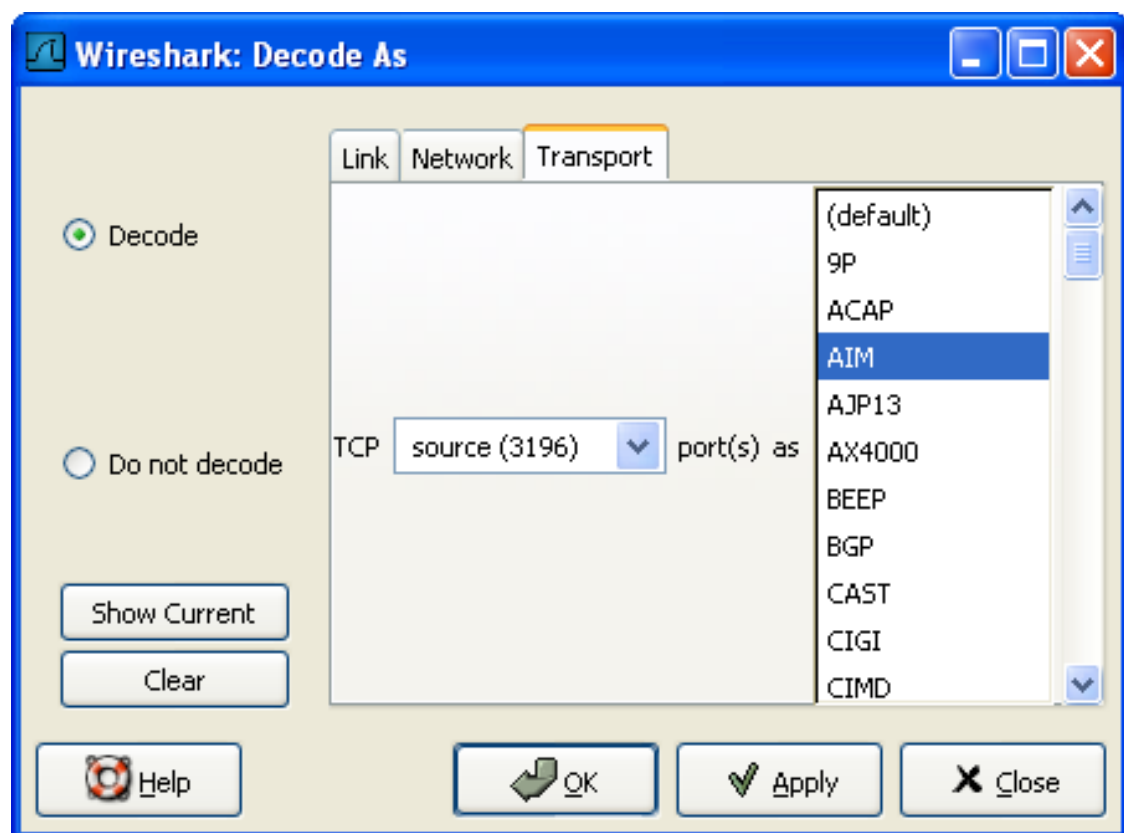 Wireshark: Decode As
Link Network Transport
Decode
Do not decode
Show Current
Clear
TCP source (3196) port(s) as
(default)
9P
ACAP
AIM
AJP13
AX4000
BEEP
BGP
CAST
CIGI
CIMD
Help OK Apply Close